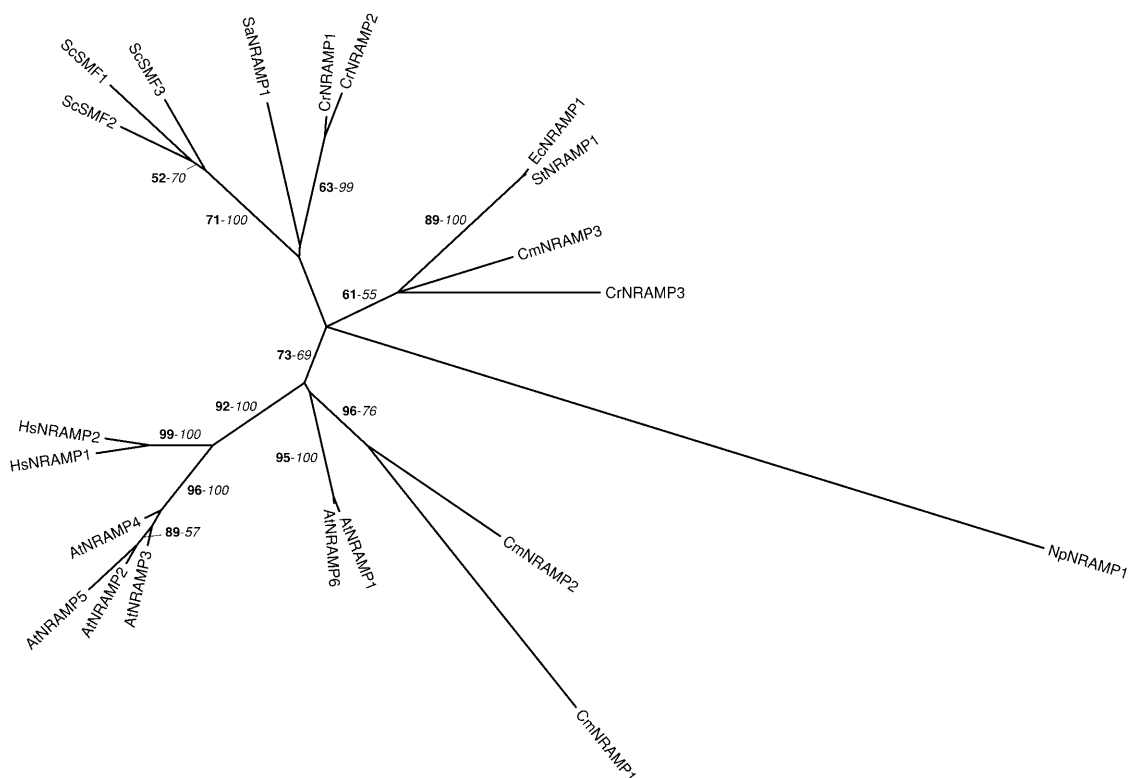 ScSMF1
ScSMF3
ScSMF2
SaNRAMP1
CrNRAMP1
CrNRAMP2
EcNRAMP1
StNRAMP1
52-70
63-99
71-100
89-100
CmNRAMP3
61-55
CrNRAMP3
73-69
92-100
96-76
HsNRAMP2
99-100
HsNRAMP1
95-100
96-100
AtNRAMP4
89-57
AtNRAMP5
AtNRAMP2
AtNRAMP3
AtNRAMP6
AtNRAMP1
CmNRAMP2
NpNRAMP1
CmNRAMP1